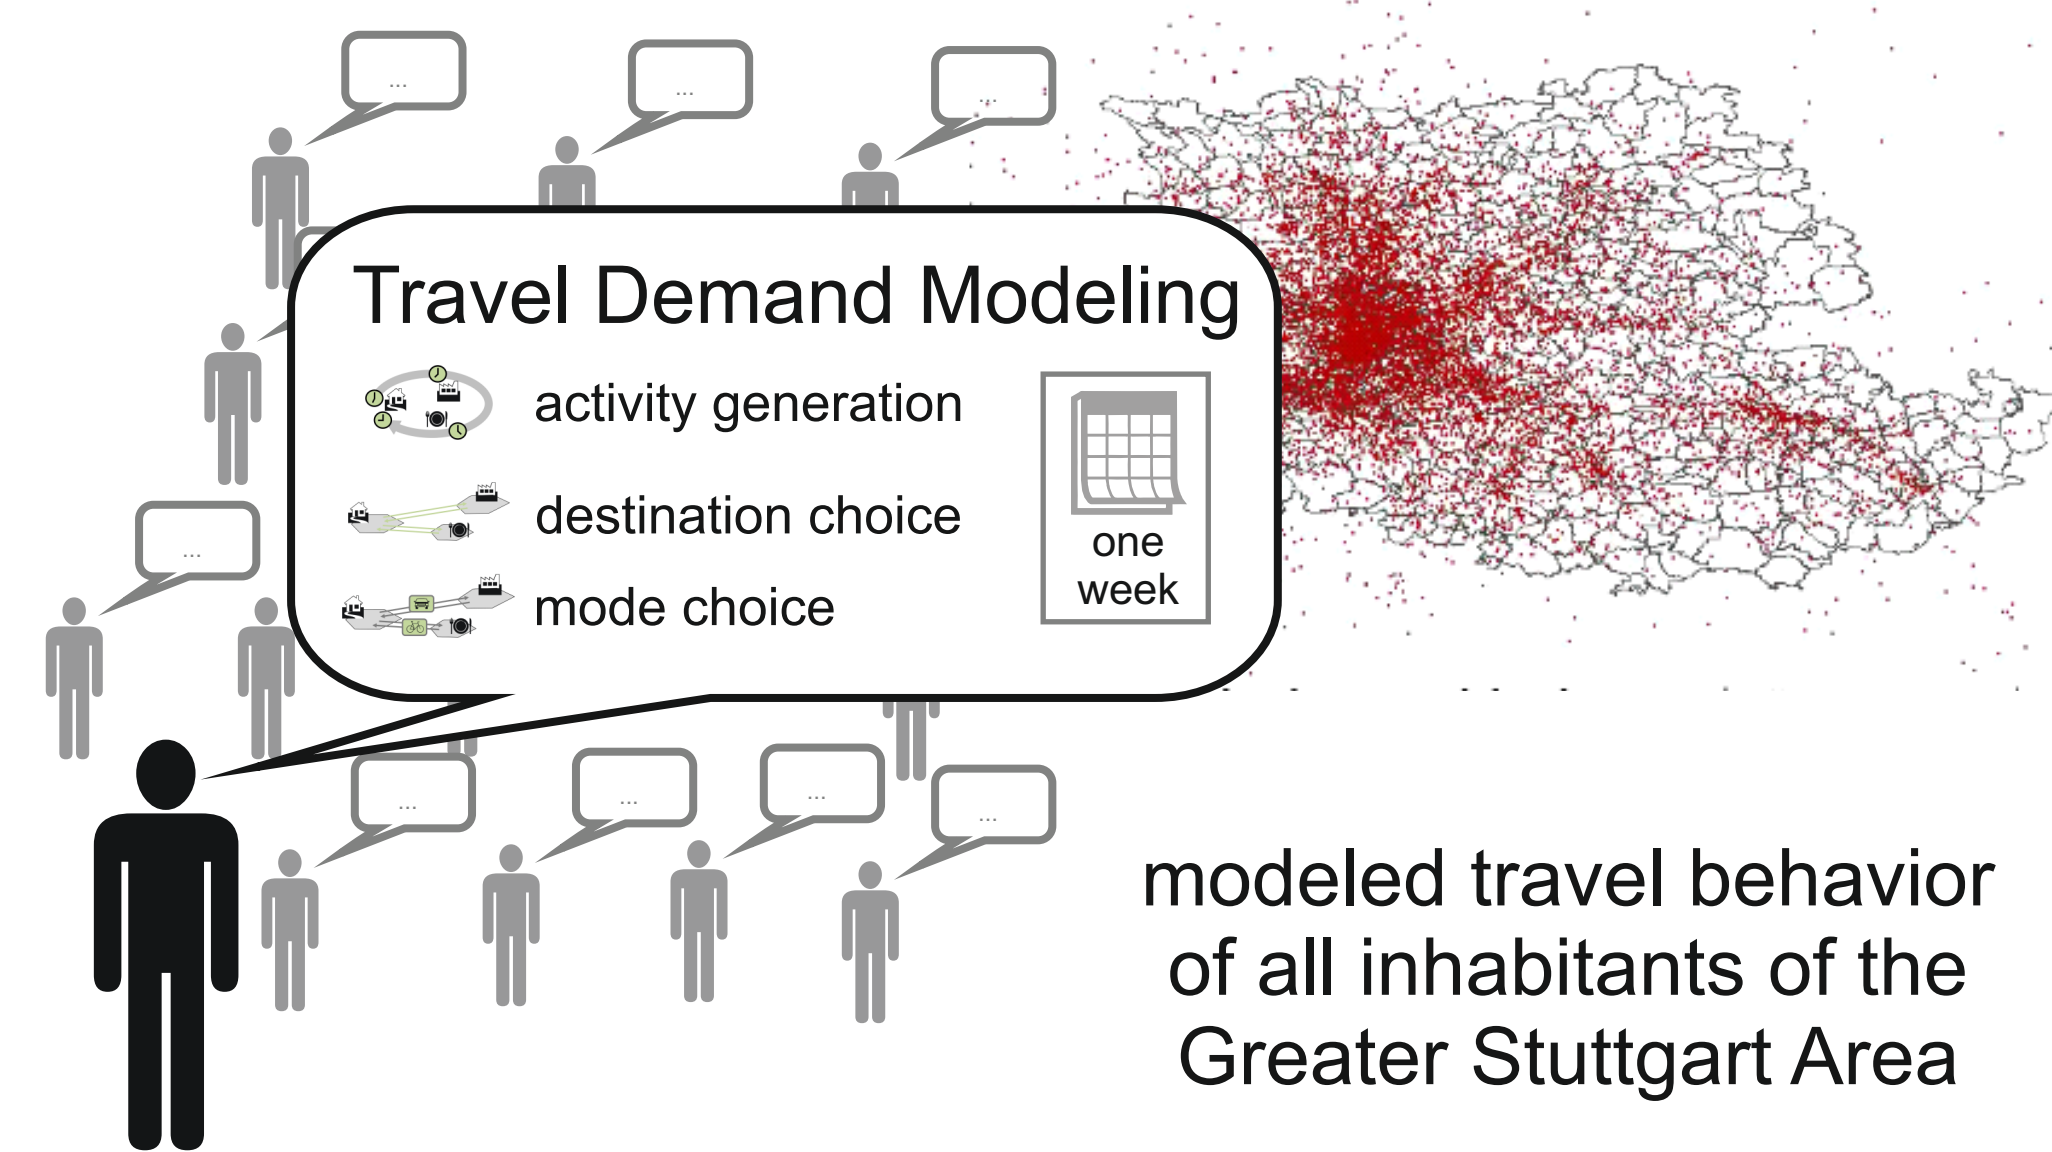 ...
...
...
Travel Demand Modeling
activity generation
destination choice
mode choice
one
week
...
...
...
...
...
modeled travel behavior
of all inhabitants of the
Greater Stuttgart Area